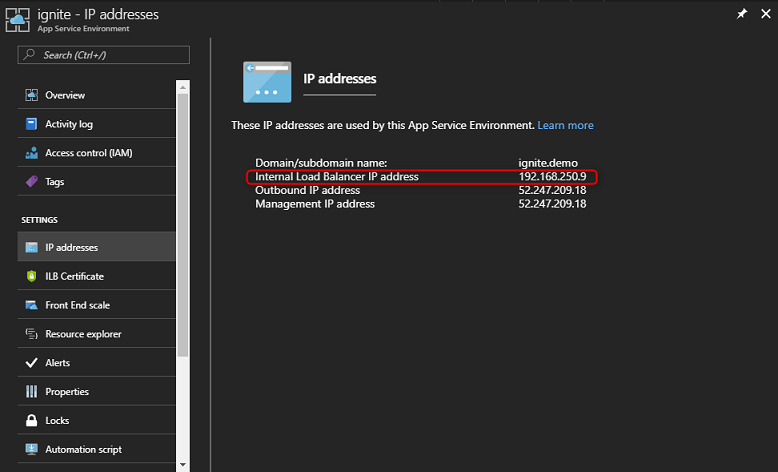 ignite - IP addresses
App Service Environment
Search (Ctrl+/)
Overview
Activity log
Access control (IAM)
Tags
SETTINGS
IP addresses
ILB Certificate
Front End scale
Resource explorer
Alerts
Properties
Locks
Automation script
IP addresses
These IP addresses are used by this App Service Environment. Learn more
Domain/subdomain name: ignite.demo
Internal Load Balancer IP address 192.168.250.9
Outbound IP address 52.247.209.18
Management IP address 52.247.209.18